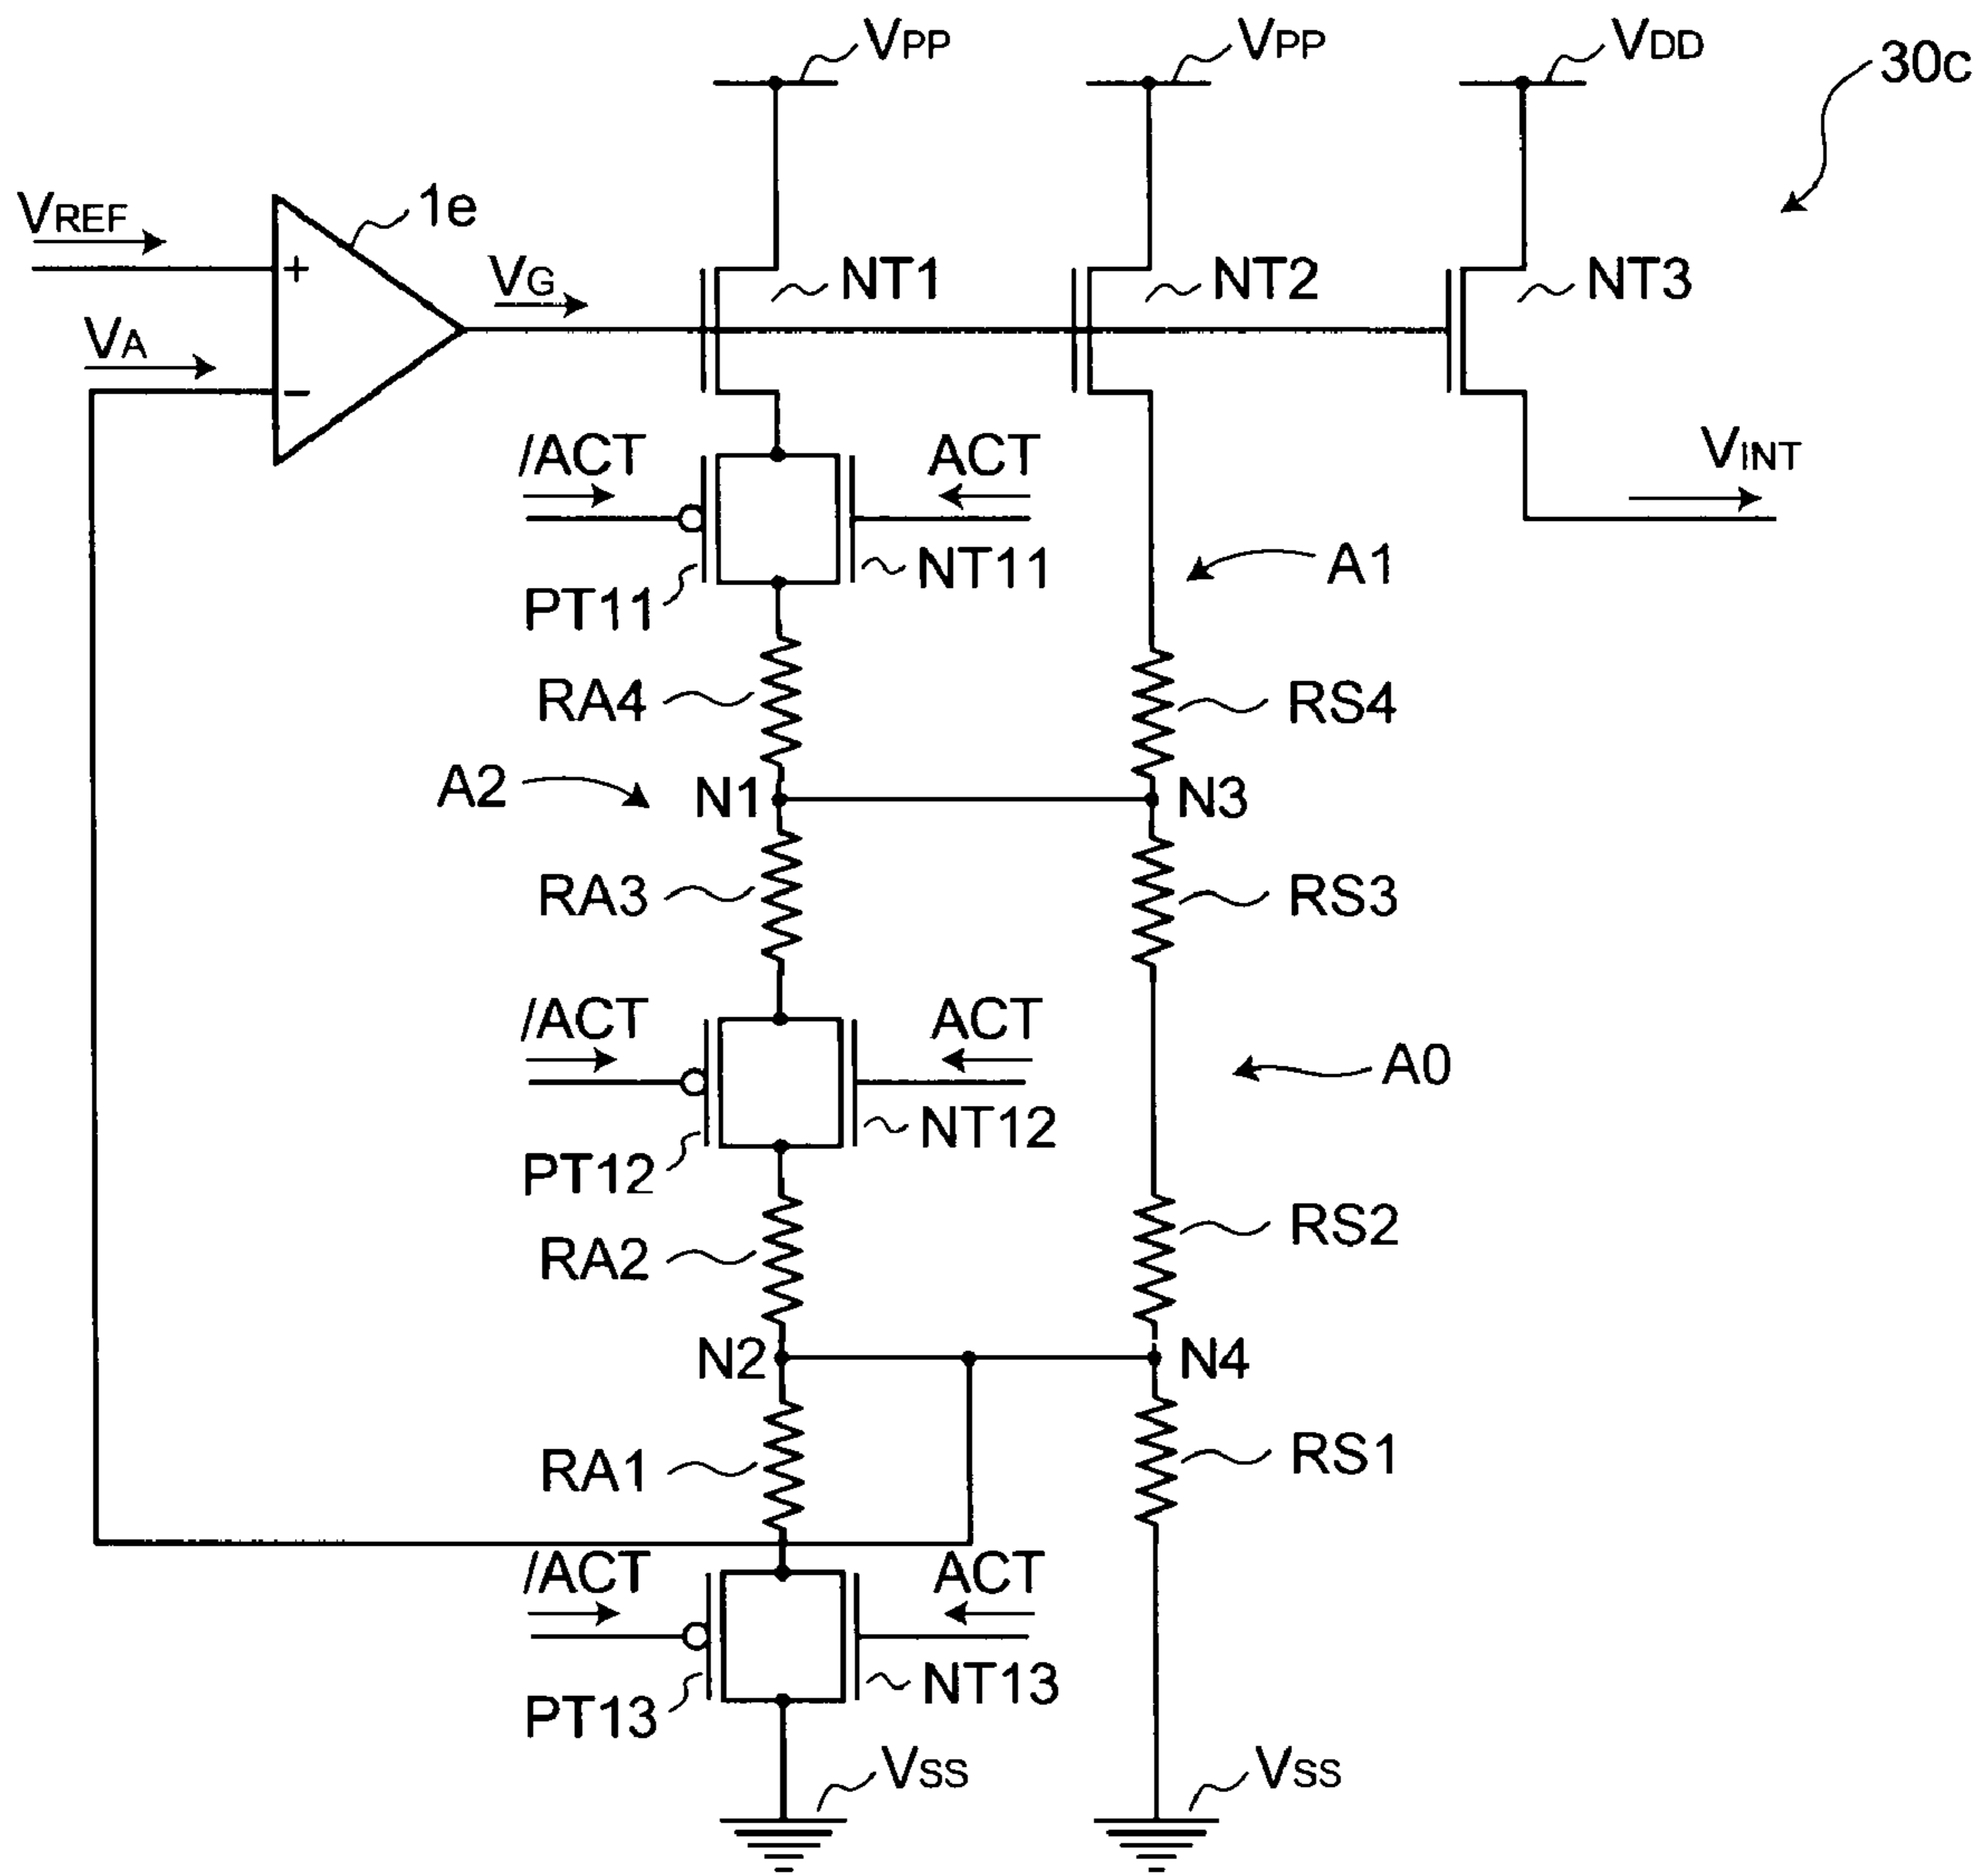 VPP
VPP
VDD
30c
VREF
1e
+
VG
NT1
NT2
NT3
VA
−
/ACT
ACT
VINT
NT11
A1
PT11
RA4
RS4
A2
N1
N3
RA3
RS3
/ACT
ACT
A0
NT12
PT12
RA2
RS2
N2
N4
RA1
RS1
/ACT
ACT
NT13
PT13
VSS
VSS